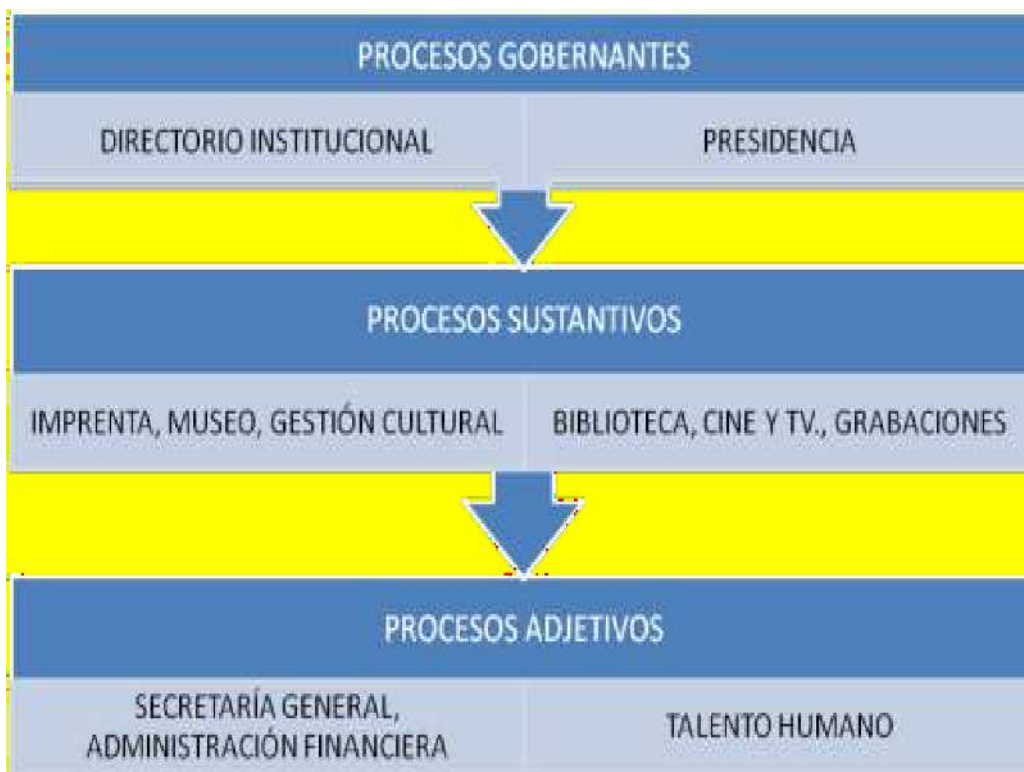 PROCESOS GOBERNANTES
DIRECTORIO INSTITUCIONAL
PRESIDENCIA
PROCESOS SUSTANTIVOS
IMPRENTA, MUSEO, GESTIÓN CULTURAL
BIBLIOTECA, CINE Y TV., GRABACIONES
PROCESOS ADJETIVOS
SECRETARÍA GENERAL,
ADMINISTRACIÓN FINANCIERA
TALENTO HUMANO